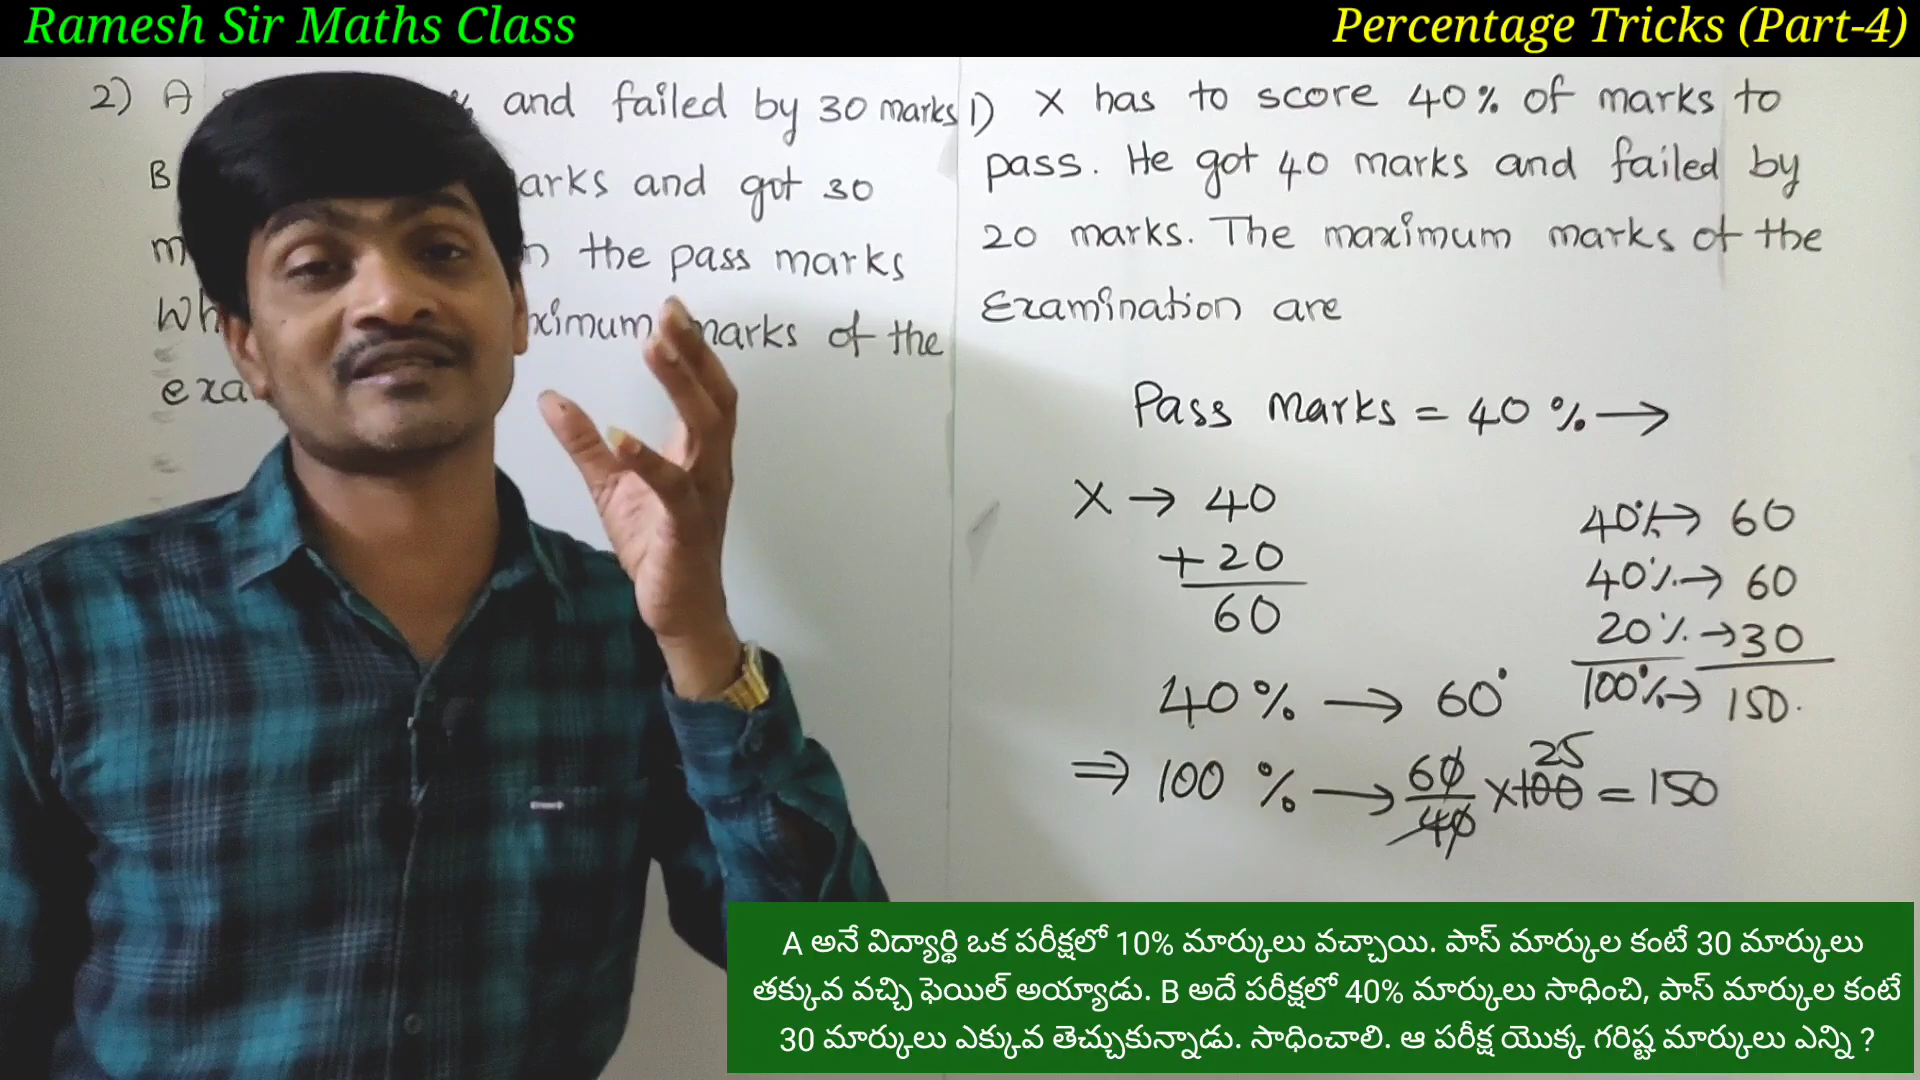 Ramesh Sir Maths Class
Percentage Tricks (Part-4)
2) A % and failed by 30 marks
B arks and got 30
m the pass marks
Wh ximum marks of the
exa
1) X has to score 40% of marks to
pass. He got 40 marks and failed by
20 marks. The maximum marks of the
Examination are
Pass marks = 40 % →
X → 40
+ 20
60
40% → 60
⇒ 100 % → 60/40 x 100 25 = 150
40% → 60
40% → 60
20% → 30
100% → 150.
A అనే విద్యార్థి ఒక పరీక్షలో 10% మార్కులు వచ్చాయి. పాస్ మార్కుల కంటే 30 మార్కులు
తక్కువ వచ్చి ఫెయిల్ అయ్యాడు. B అదే పరీక్షలో 40% మార్కులు సాధించి, పాస్ మార్కుల కంటే
30 మార్కులు ఎక్కువ తెచ్చుకున్నాడు. సాధించాలి. ఆ పరీక్ష యొక్క గరిష్ట మార్కులు ఎన్ని ?